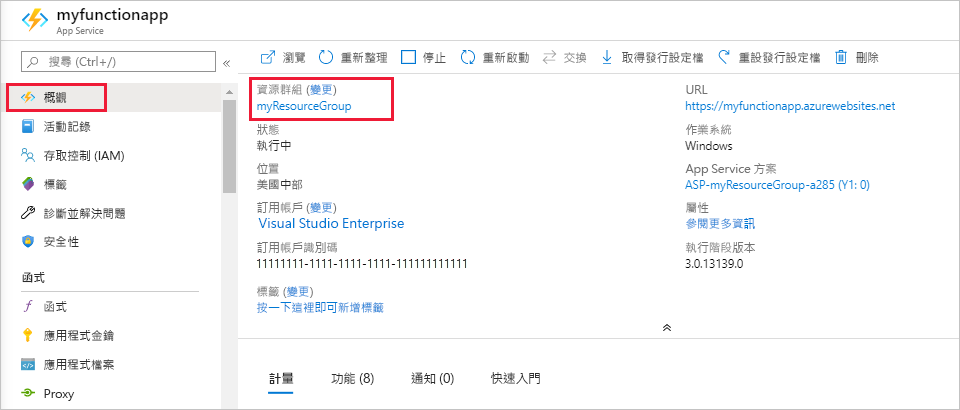 myfunctionapp
App Service
搜尋 (Ctrl+/)
«
概觀
活動記錄
存取控制 (IAM)
標籤
診斷並解決問題
安全性
函式
函式
應用程式金鑰
應用程式檔案
Proxy
瀏覽 重新整理 停止 重新啟動 交換 取得發行設定檔 重設發行設定檔 刪除
資源群組 (變更)
myResourceGroup
狀態
執行中
位置
美國中部
訂用帳戶 (變更)
Visual Studio Enterprise
訂用帳戶識別碼
11111111-1111-1111-1111-111111111111
標籤 (變更)
按一下這裡即可新增標籤
URL
https://myfunctionapp.azurewebsites.net
作業系統
Windows
App Service 方案
ASP-myResourceGroup-a285 (Y1: 0)
屬性
參閱更多資訊
執行階段版本
3.0.13139.0
計量 功能 (8) 通知 (0) 快速入門